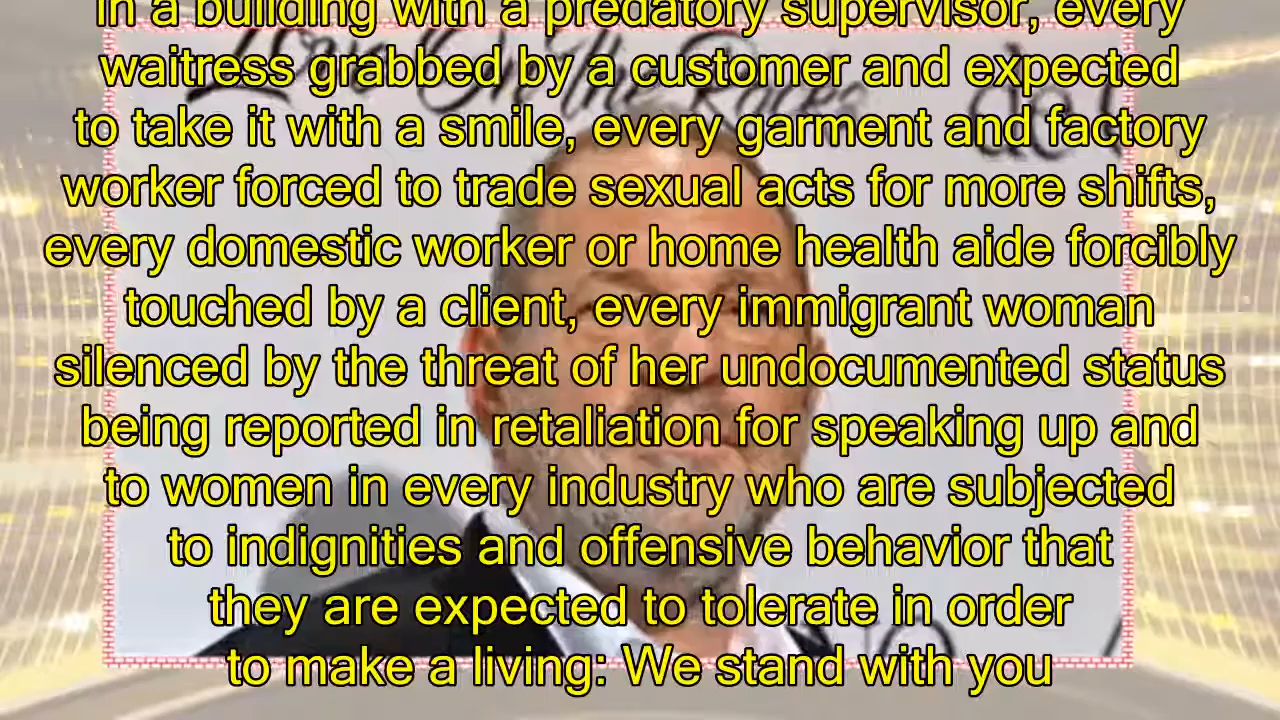 in a building with a predatory supervisor, every
waitress grabbed by a customer and expected
to take it with a smile, every garment and factory
worker forced to trade sexual acts for more shifts,
every domestic worker or home health aide forcibly
touched by a client, every immigrant woman
silenced by the threat of her undocumented status
being reported in retaliation for speaking up and
to women in every industry who are subjected
to indignities and offensive behavior that
they are expected to tolerate in order
to make a living: We stand with you